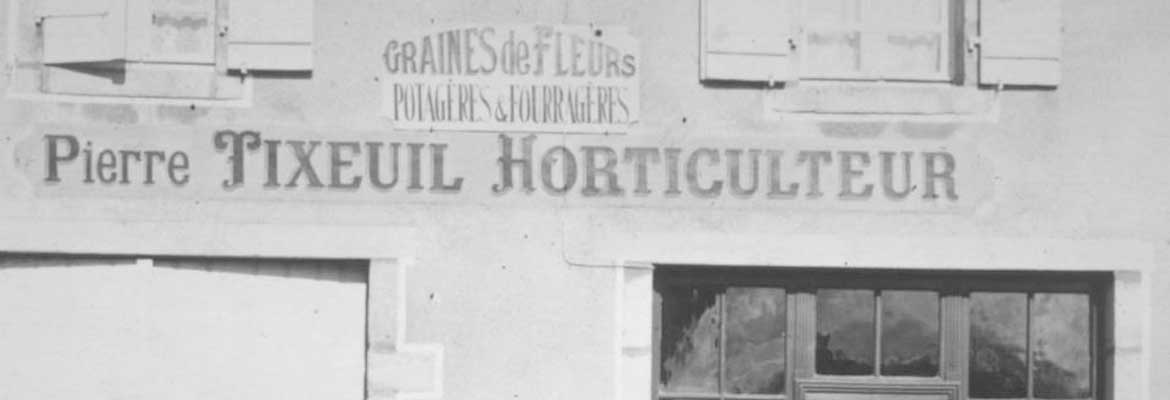 GRAINES de FLEURS
POTAGÈRES & FOURRAGÈRES
Pierre TIXEUIL HORTICULTEUR